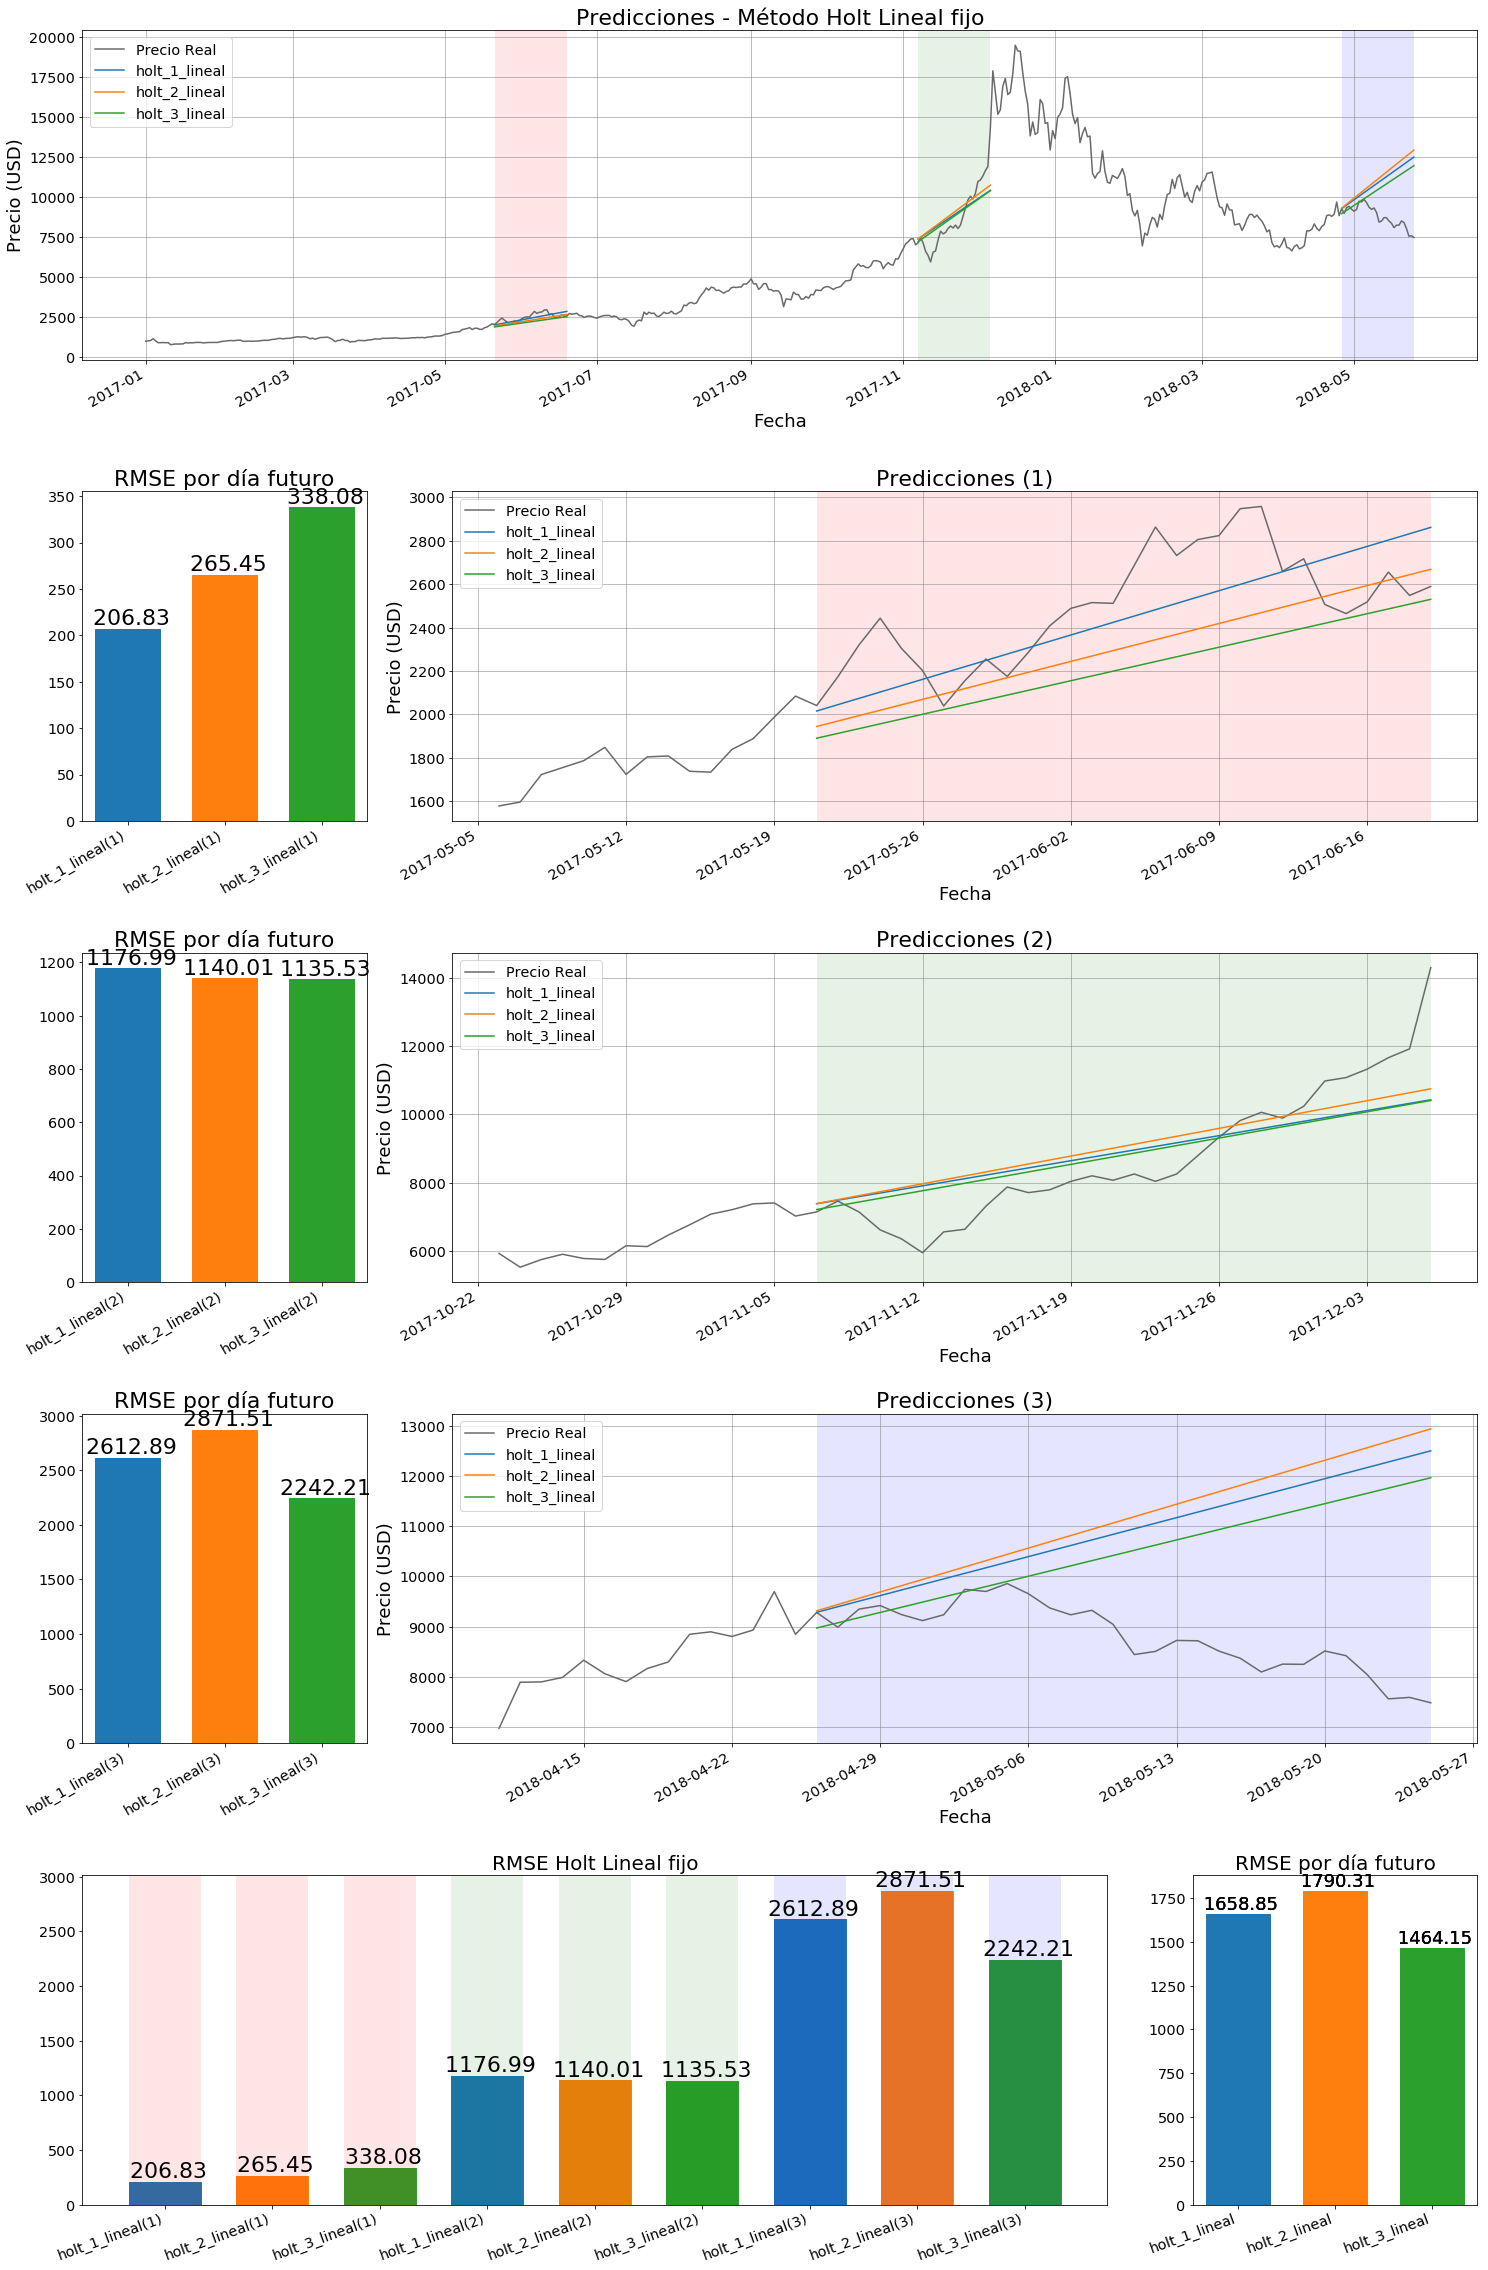 Predicciones - Método Holt Lineal fijo
20000
17500
15000
12500
10000
7500
5000
2500
0
Precio (USD)
Precio Real
holt_1_lineal
holt_2_lineal
holt_3_lineal
2017-01
2017-03
2017-05
2017-07
2017-09
2017-11
2018-01
2018-03
2018-05
Fecha
RMSE por día futuro
350
300
250
200
150
100
50
0
206.83
265.45
338.08
holt_1_lineal(1)
holt_2_lineal(1)
holt_3_lineal(1)
Predicciones (1)
3000
2800
2600
2400
2200
2000
1800
1600
Precio (USD)
Precio Real
holt_1_lineal
holt_2_lineal
holt_3_lineal
2017-05-05
2017-05-12
2017-05-19
2017-05-26
2017-06-02
2017-06-09
2017-06-16
Fecha
RMSE por día futuro
1200
1000
800
600
400
200
0
1176.99
1140.01
1135.53
holt_1_lineal(2)
holt_2_lineal(2)
holt_3_lineal(2)
Predicciones (2)
14000
12000
10000
8000
6000
Precio (USD)
Precio Real
holt_1_lineal
holt_2_lineal
holt_3_lineal
2017-10-22
2017-10-29
2017-11-05
2017-11-12
2017-11-19
2017-11-26
2017-12-03
Fecha
RMSE por día futuro
3000
2500
2000
1500
1000
500
0
2612.89
2871.51
2242.21
holt_1_lineal(3)
holt_2_lineal(3)
holt_3_lineal(3)
Predicciones (3)
13000
12000
11000
10000
9000
8000
7000
Precio (USD)
Precio Real
holt_1_lineal
holt_2_lineal
holt_3_lineal
2018-04-15
2018-04-22
2018-04-29
2018-05-06
2018-05-13
2018-05-20
2018-05-27
Fecha
RMSE Holt Lineal fijo
3000
2500
2000
1500
1000
500
0
206.83
265.45
338.08
1176.99
1140.01
1135.53
2612.89
2871.51
2242.21
holt_1_lineal(1)
holt_2_lineal(1)
holt_3_lineal(1)
holt_1_lineal(2)
holt_2_lineal(2)
holt_3_lineal(2)
holt_1_lineal(3)
holt_2_lineal(3)
holt_3_lineal(3)
RMSE por día futuro
1750
1500
1250
1000
750
500
250
0
1658.85
1790.31
1464.15
holt_1_lineal
holt_2_lineal
holt_3_lineal